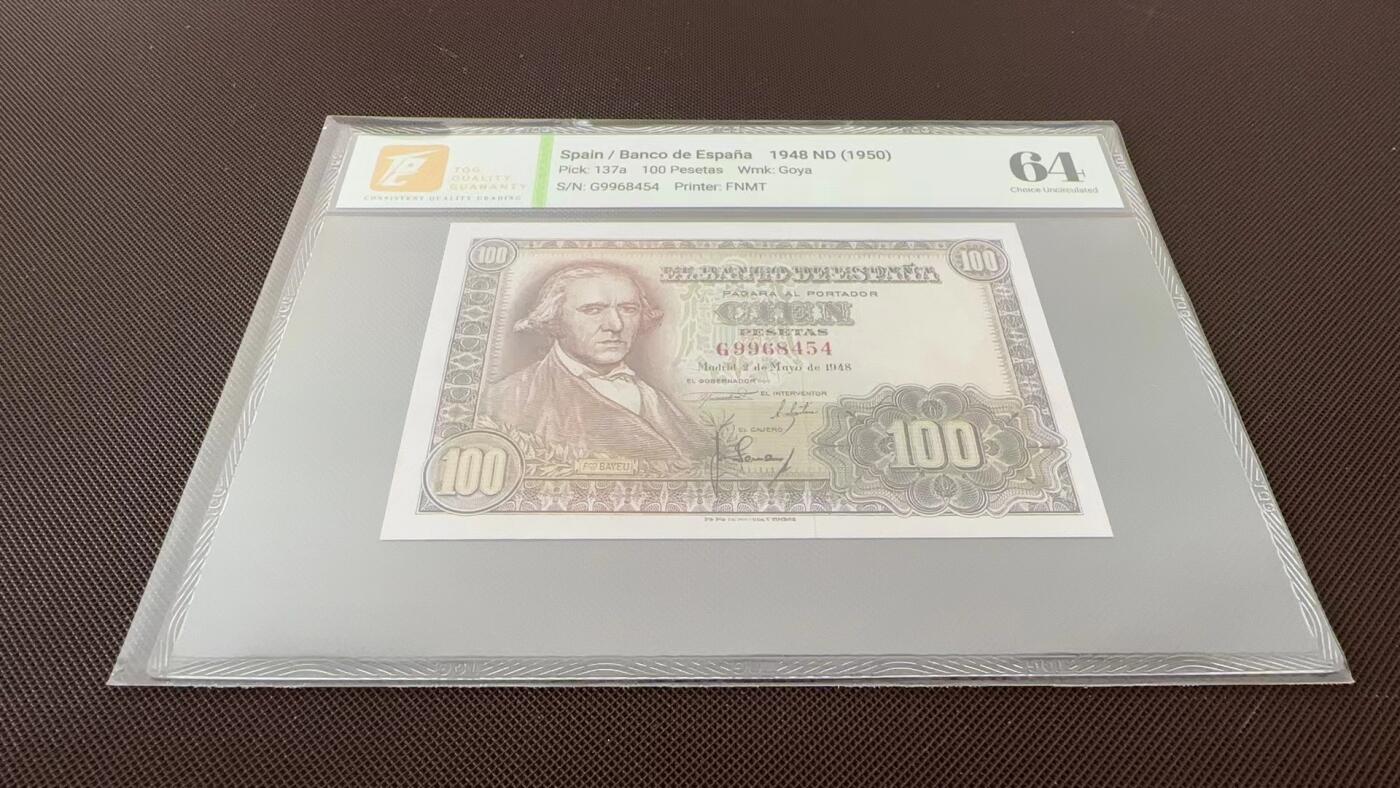 TQG
QUALITY
GUARANTY
CONSISTENT QUALITY GRADING
Spain / Banco de España 1948 ND (1950)
Pick: 137a 100 Pesetas Wmk: Goya
S/N: G9968454 Printer: FNMT
64
Choice Uncirculated
100
100
EL BANCO DE ESPAÑA
PAGARÁ AL PORTADOR
CIEN
PESETAS
G9968454
Madrid 2 de Mayo de 1948
EL GOBERNADOR
EL INTERVENTOR
EL CAJERO
100
Fco BAYEU
100